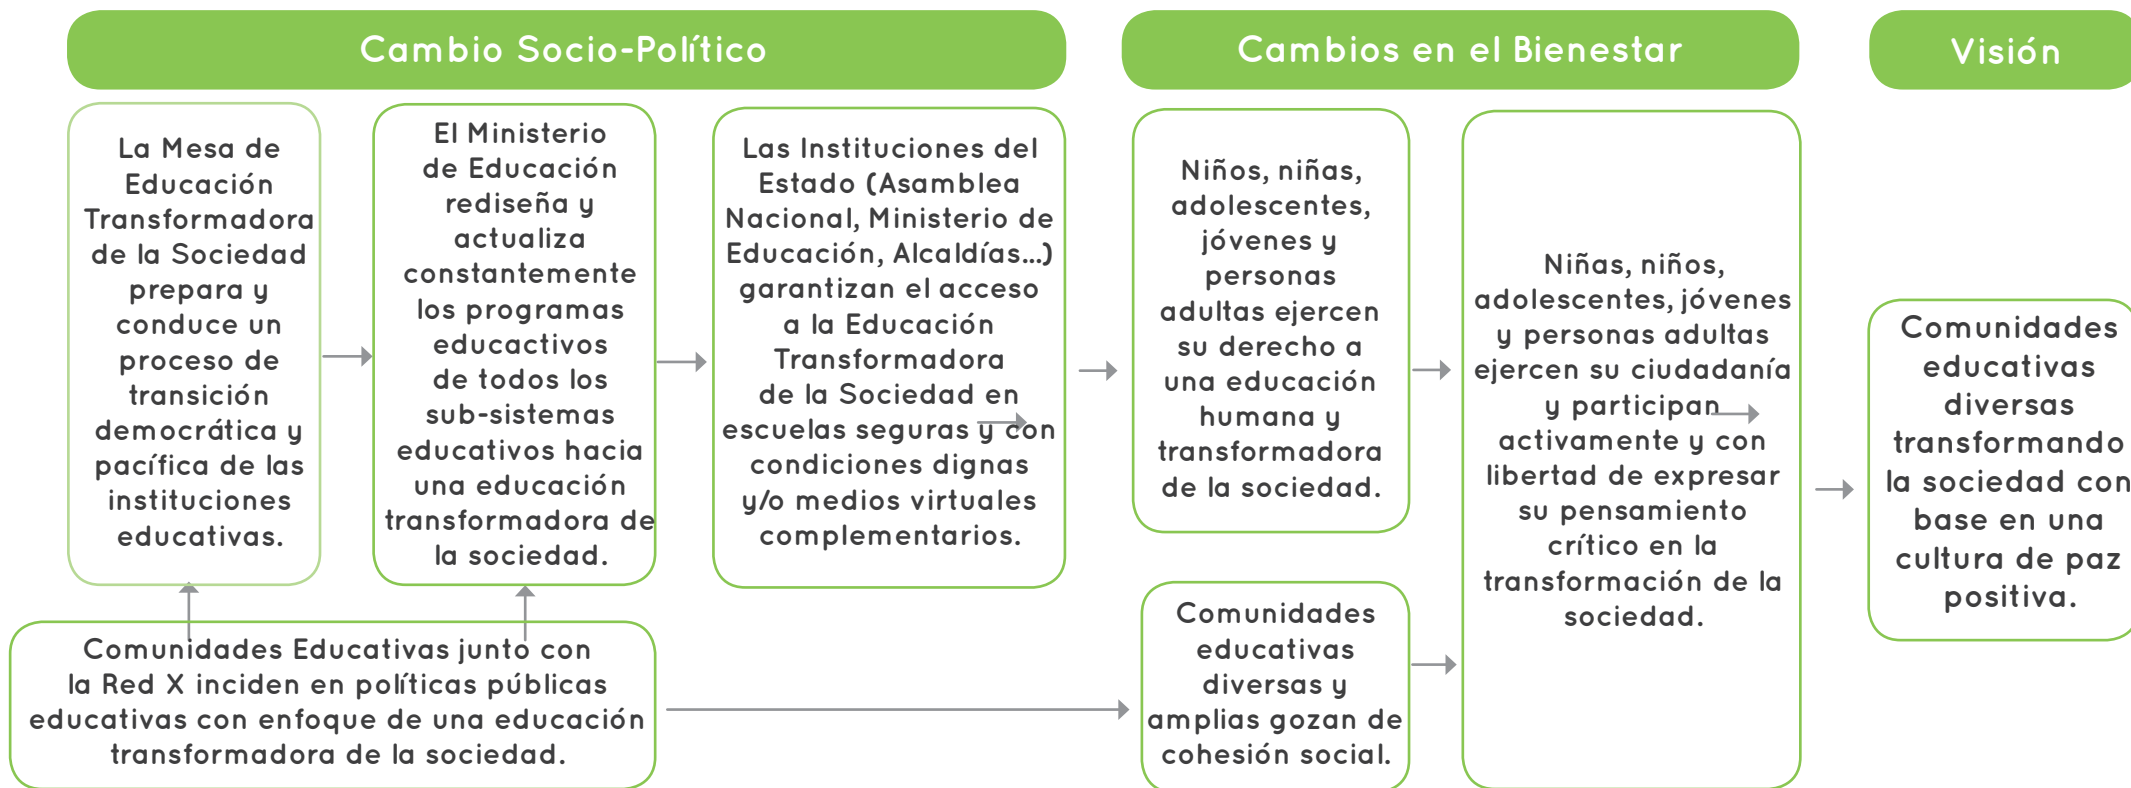 Cambio Socio-Político
Cambios en el Bienestar
Visión
La Mesa de
Educación
Transformadora
de la Sociedad
prepara y
conduce un
proceso de
transición
democrática y
pacífica de las
instituciones
educativas.
El Ministerio
de Educación
rediseña y
actualiza
constantemente
los programas
educactivos
de todos los
sub-sistemas
educativos hacia
una educación
transformadora de
la sociedad.
Las Instituciones del
Estado (Asamblea
Nacional, Ministerio de
Educación, Alcaldías...)
garantizan el acceso
a la Educación
Transformadora
de la Sociedad en
escuelas seguras y con
condiciones dignas
y/o medios virtuales
complementarios.
Niños, niñas,
adolescentes,
jóvenes y
personas
adultas ejercen
su derecho a
una educación
humana y
transformadora
de la sociedad.
Niñas, niños,
adolescentes, jóvenes
y personas adultas
ejercen su ciudadanía
y participan
activamente y con
libertad de expresar
su pensamiento
crítico en la
transformación de la
sociedad.
Comunidades
educativas
diversas
transformando
la sociedad con
base en una
cultura de paz
positiva.
Comunidades Educativas junto con
la Red X inciden en políticas públicas
educativas con enfoque de una educación
transformadora de la sociedad.
Comunidades
educativas
diversas y
amplias gozan de
cohesión social.